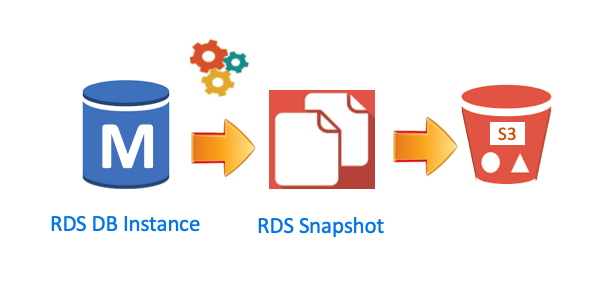 M
S3
RDS DB Instance
RDS Snapshot